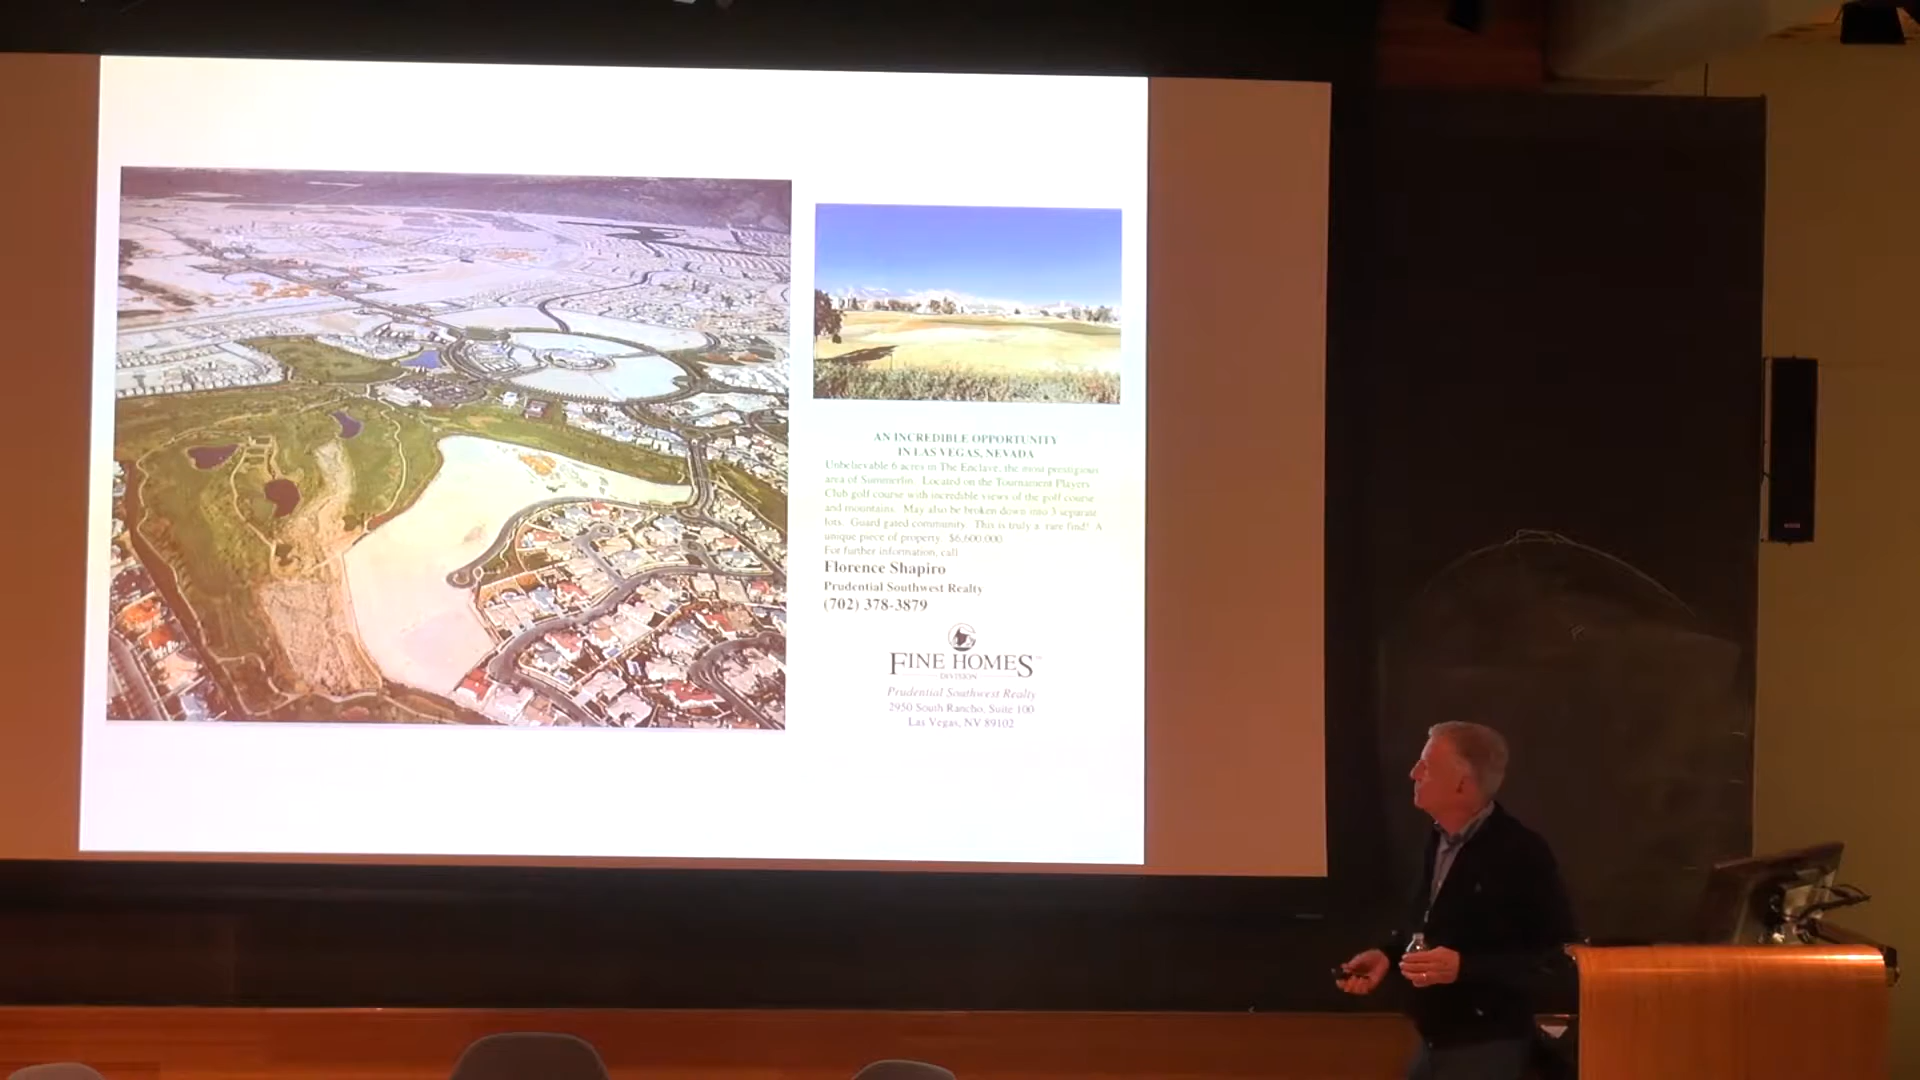 AN INCREDIBLE OPPORTUNITY
IN LAS VEGAS, NEVADA
Unbelievable 6 acres in The Enclave, the most prestigious
area of Summerlin. Located on the Tournament Players
Club golf course with incredible views of the golf course
and mountains. May also be broken down into 3 separate
lots. Guard gated community. This is truly a rare find! A
unique piece of property. $6,600,000
For further information, call
Florence Shapiro
Prudential Southwest Realty
(702) 378-3879
FINE HOMES
DIVISION
Prudential Southwest Realty
2950 South Rancho, Suite 100
Las Vegas, NV 89102